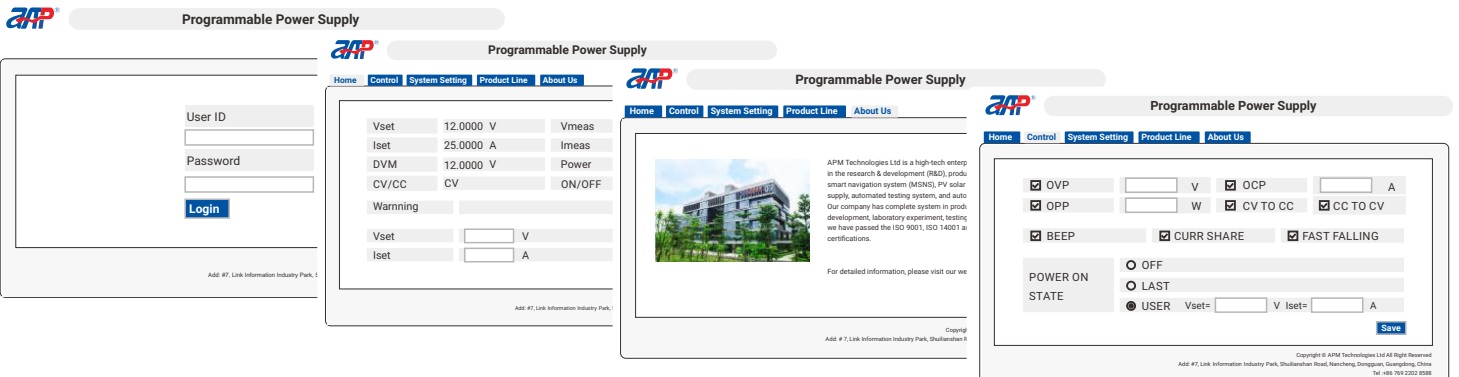 Programmable Power Supply
User ID
Password
Login
Add: #7, Link Information Industry Park,
Programmable Power Supply
Home Control System Setting Product Line About Us
Vset 12.0000 V Vmeas
Iset 25.0000 A Imeas
DVM 12.0000 V Power
CV/CC CV ON/OFF
Warnning
Vset V
Iset A
Add: #7, Link Information Industry Park,
Programmable Power Supply
Home Control System Setting Product Line About Us
APM Technologies Ltd is a high-tech enterp
in the research & development (R&D), produ
smart navigation system (MSNS), PV solar
supply, automated testing system, and auto
Our company has complete system in produ
development, laboratory experiment, testing
we have passed the ISO 9001, ISO 14001 a
certifications.
For detailed information, please visit our we
Copyrigh
Add: # 7, Link Information Industry Park, Shuilianshan R
Programmable Power Supply
Home Control System Setting Product Line About Us
OVP V OCP A
OPP W CV TO CC CC TO CV
BEEP CURR SHARE FAST FALLING
POWER ON STATE
OFF
LAST
USER Vset= V Iset= A
Save
Copyright © APM Technologies Ltd All Right Reserved
Add: #7, Link Information Industry Park, Shuilianshan Road, Nancheng, Dongguan, Guangdong, China
Tel :+86 769 2202 8588